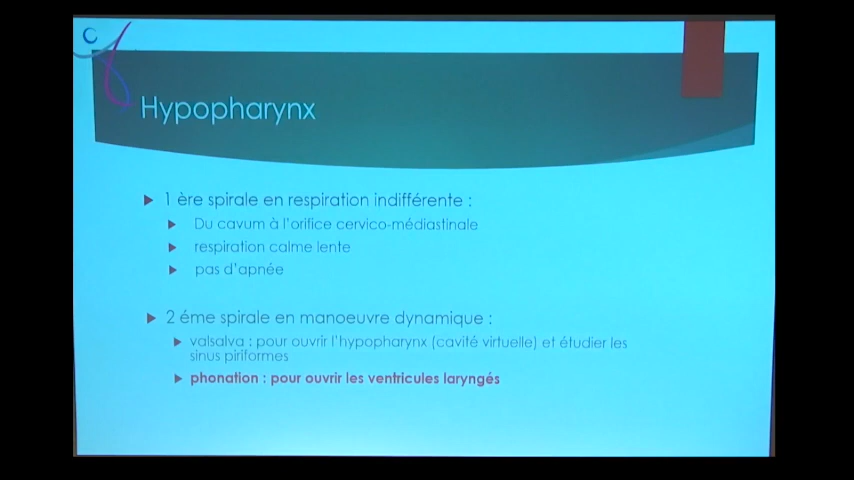 Hypopharynx
1 ère spirale en respiration indifférente :
Du cavum à l'orifice cervico-médiastinale
respiration calme lente
pas d'apnée
2 éme spirale en manoeuvre dynamique :
valsalva : pour ouvrir l'hypopharynx (cavité virtuelle) et étudier les
sinus piriformes
phonation : pour ouvrir les ventricules laryngés